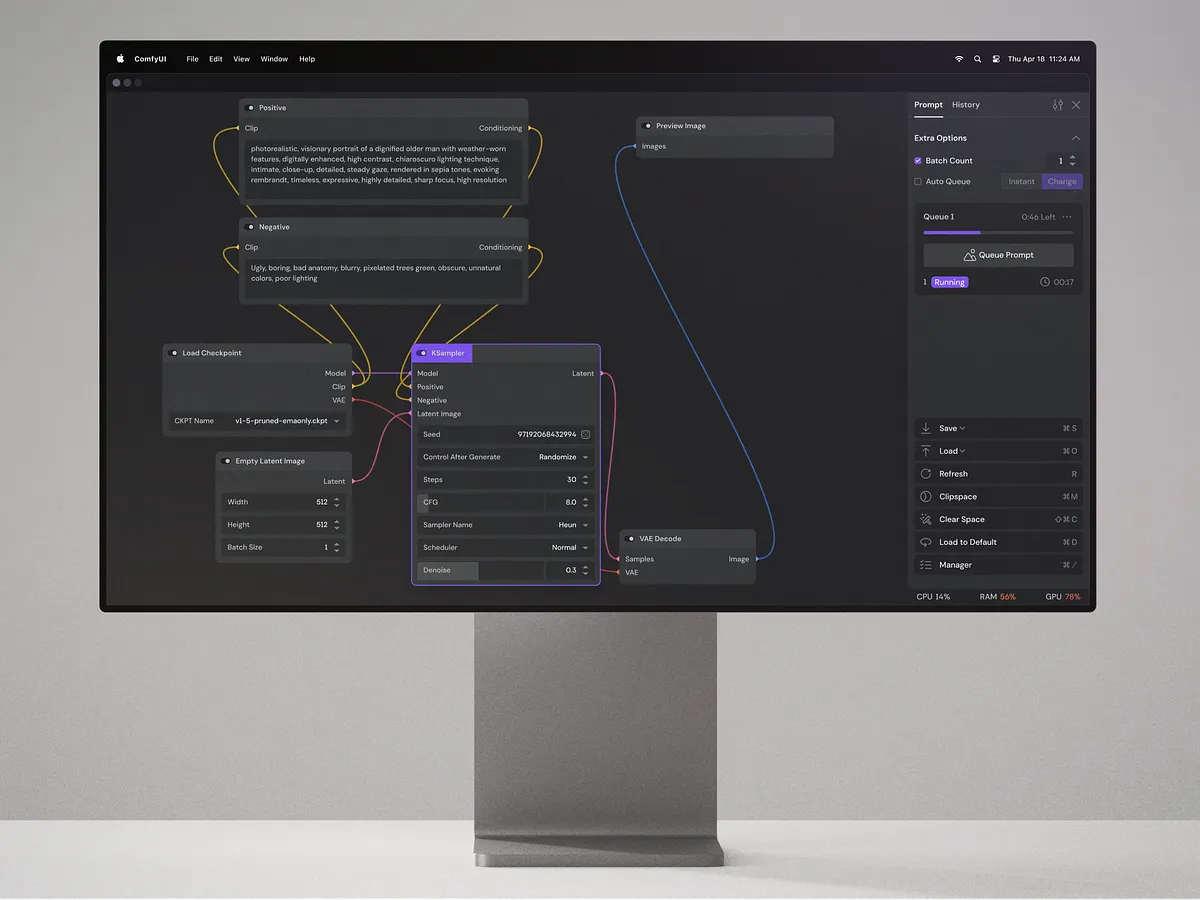 ComfyUI File Edit View Window Help
Thu Apr 18 11:24 AM
Positive
Clip Conditioning
photorealistic, visionary portrait of a dignified older man with weather-worn
features, digitally enhanced, high contrast, chiaroscuro lighting technique,
intimate, close-up, detailed, steady gaze, rendered in sepia tones, evoking
rembrandt, timeless, expressive, highly detailed, sharp focus, high resolution
Negative
Clip Conditioning
Ugly, boring, bad anatomy, blurry, pixelated trees green, obscure, unnatural
colors, poor lighting
Load Checkpoint
Model
Clip
VAE
CKPT Name v1-5-pruned-emaonly.ckpt
Empty Latent Image
Latent
Width 512
Height 512
Batch Size 1
KSampler
Model Latent
Positive
Negative
Latent Image
Seed 97192068432994
Control After Generate Randomize
Steps 30
CFG 8.0
Sampler Name Heun
Scheduler Normal
Denoise 0.3
Preview Image
Images
VAE Decode
Samples Image
VAE
Prompt History
Extra Options
Batch Count 1
Auto Queue Instant Change
Queue 1 0:46 Left ···
Queue Prompt
1 Running 00:17
Save ⌘ S
Load ⌘ O
Refresh R
Clipspace ⌘ M
Clear Space ⇧ ⌘ C
Load to Default ⌘ D
Manager ⌘ /
CPU 14% RAM 56% GPU 78%